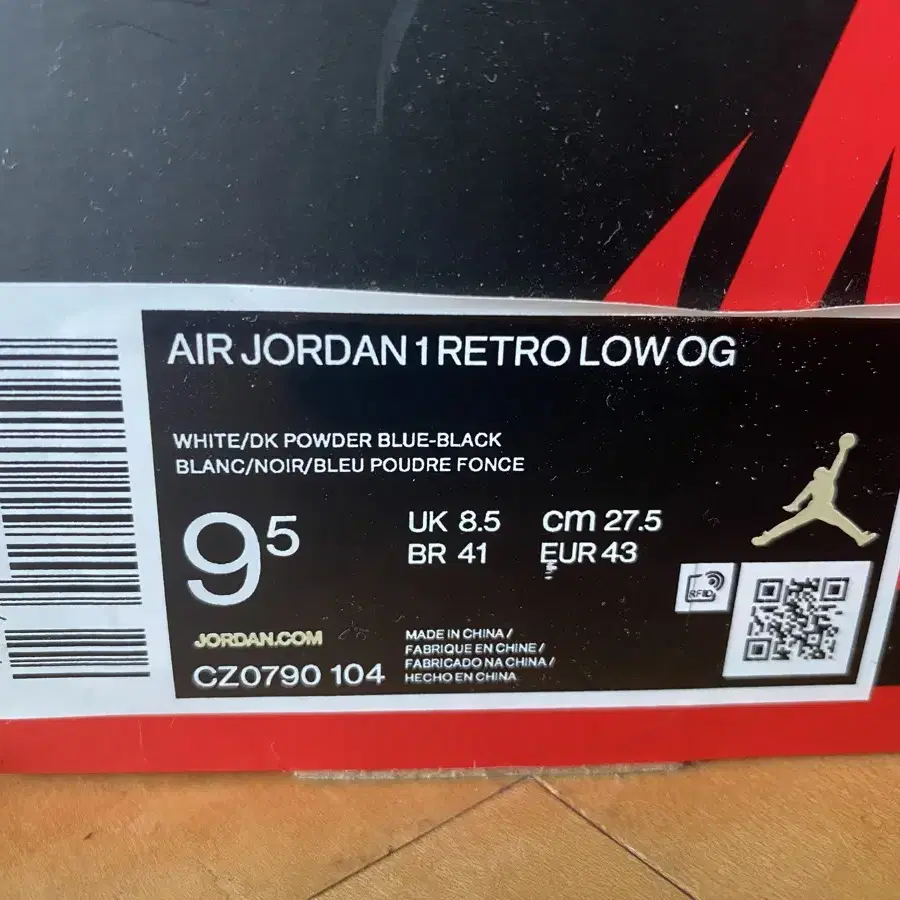 AIR JORDAN 1 RETRO LOW OG
WHITE/DK POWDER BLUE-BLACK
BLANC/NOIR/BLEU POUDRE FONCE
9 5
UK 8.5 cm 27.5
BR 41 EUR 43
RFID
JORDAN.COM
CZ0790 104
MADE IN CHINA /
FABRIQUE EN CHINE /
FABRICADO NA CHINA /
HECHO EN CHINA